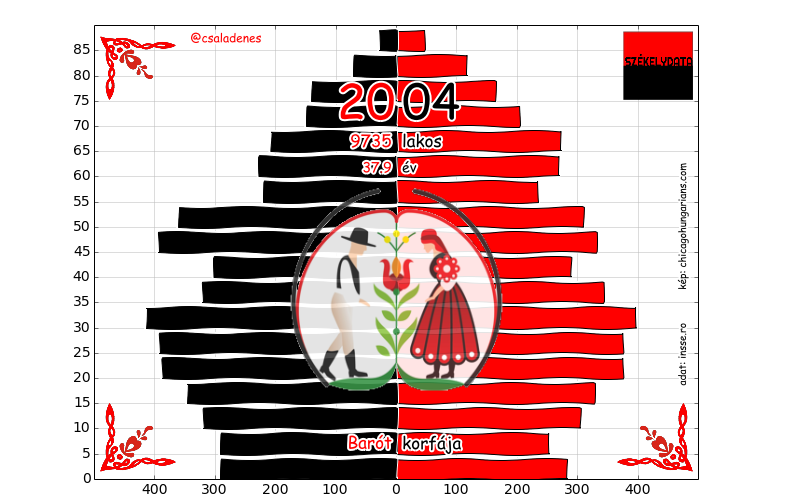 @csaladenes
SZÉKELYDATA
2004
9735 lakos
37.9 év
Barót korfája
kép: chicagohungarians.com
adat: insse.ro
85
80
75
70
65
60
55
50
45
40
35
30
25
20
15
10
5
0
400 300 200 100 0 100 200 300 400